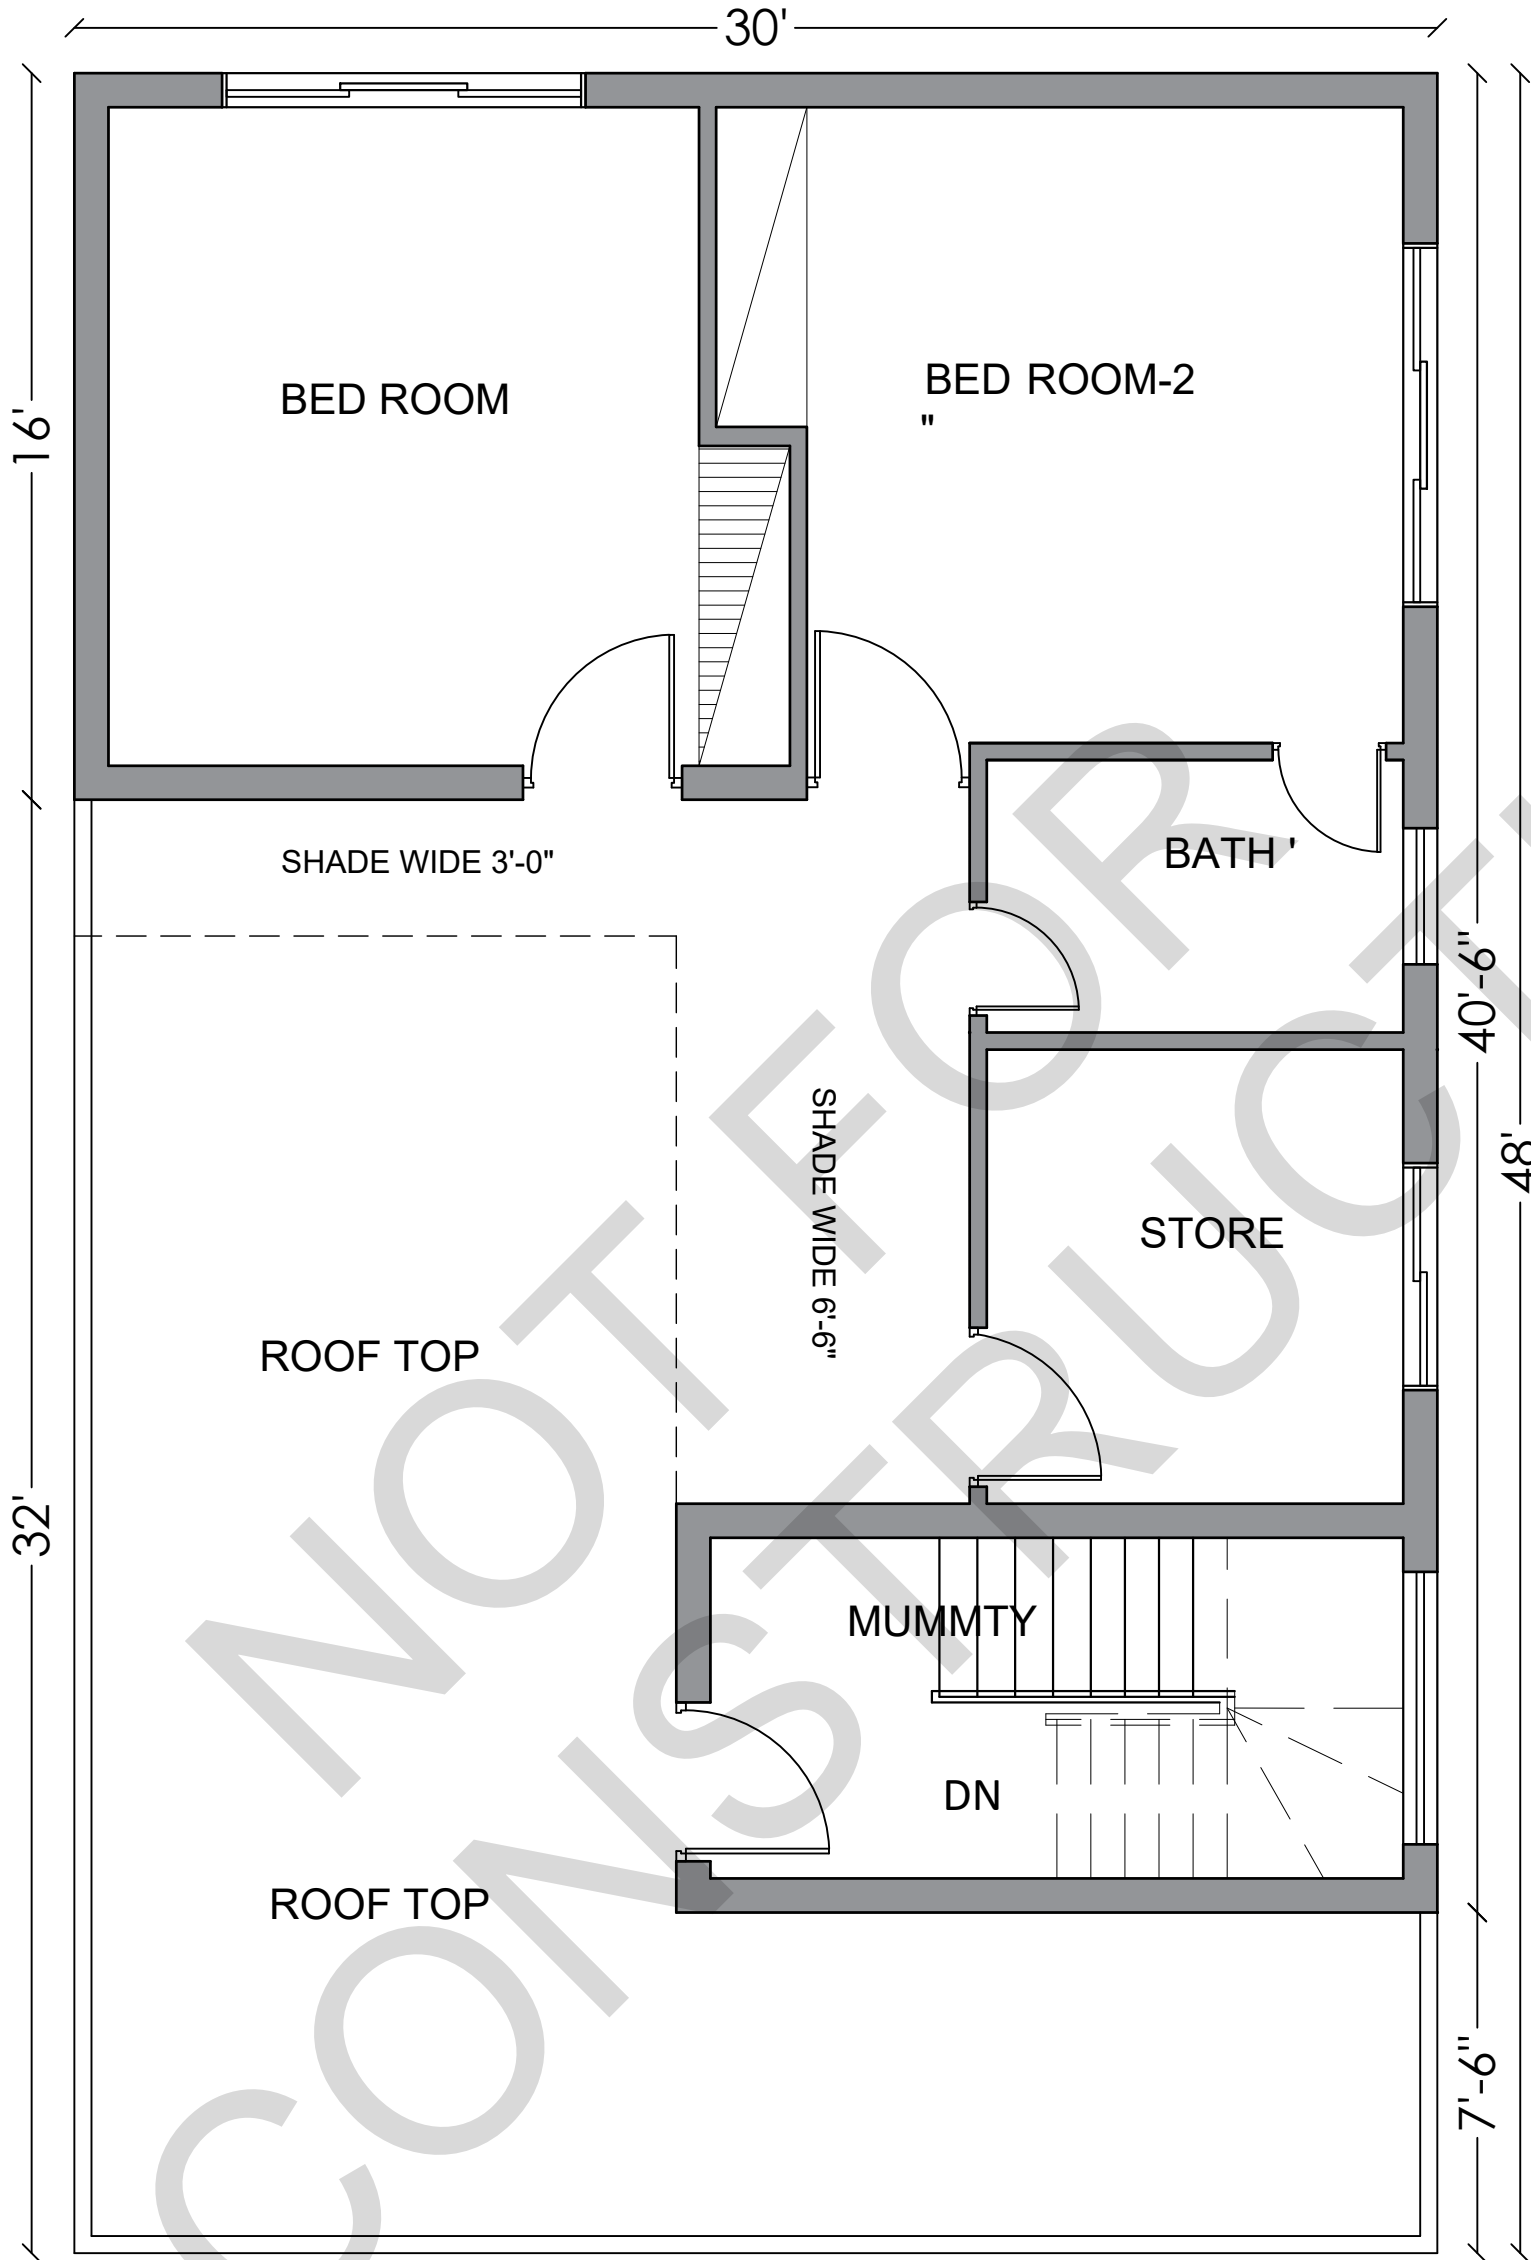 30'
16'
BED ROOM
BED ROOM-2
"
SHADE WIDE 3'-0"
BATH '
40'-6"
48'
SHADE WIDE 6'-6"
STORE
ROOF TOP
32'
MUMMTY
DN
ROOF TOP
7'-6"
NOT FOR
CONSTRUCT